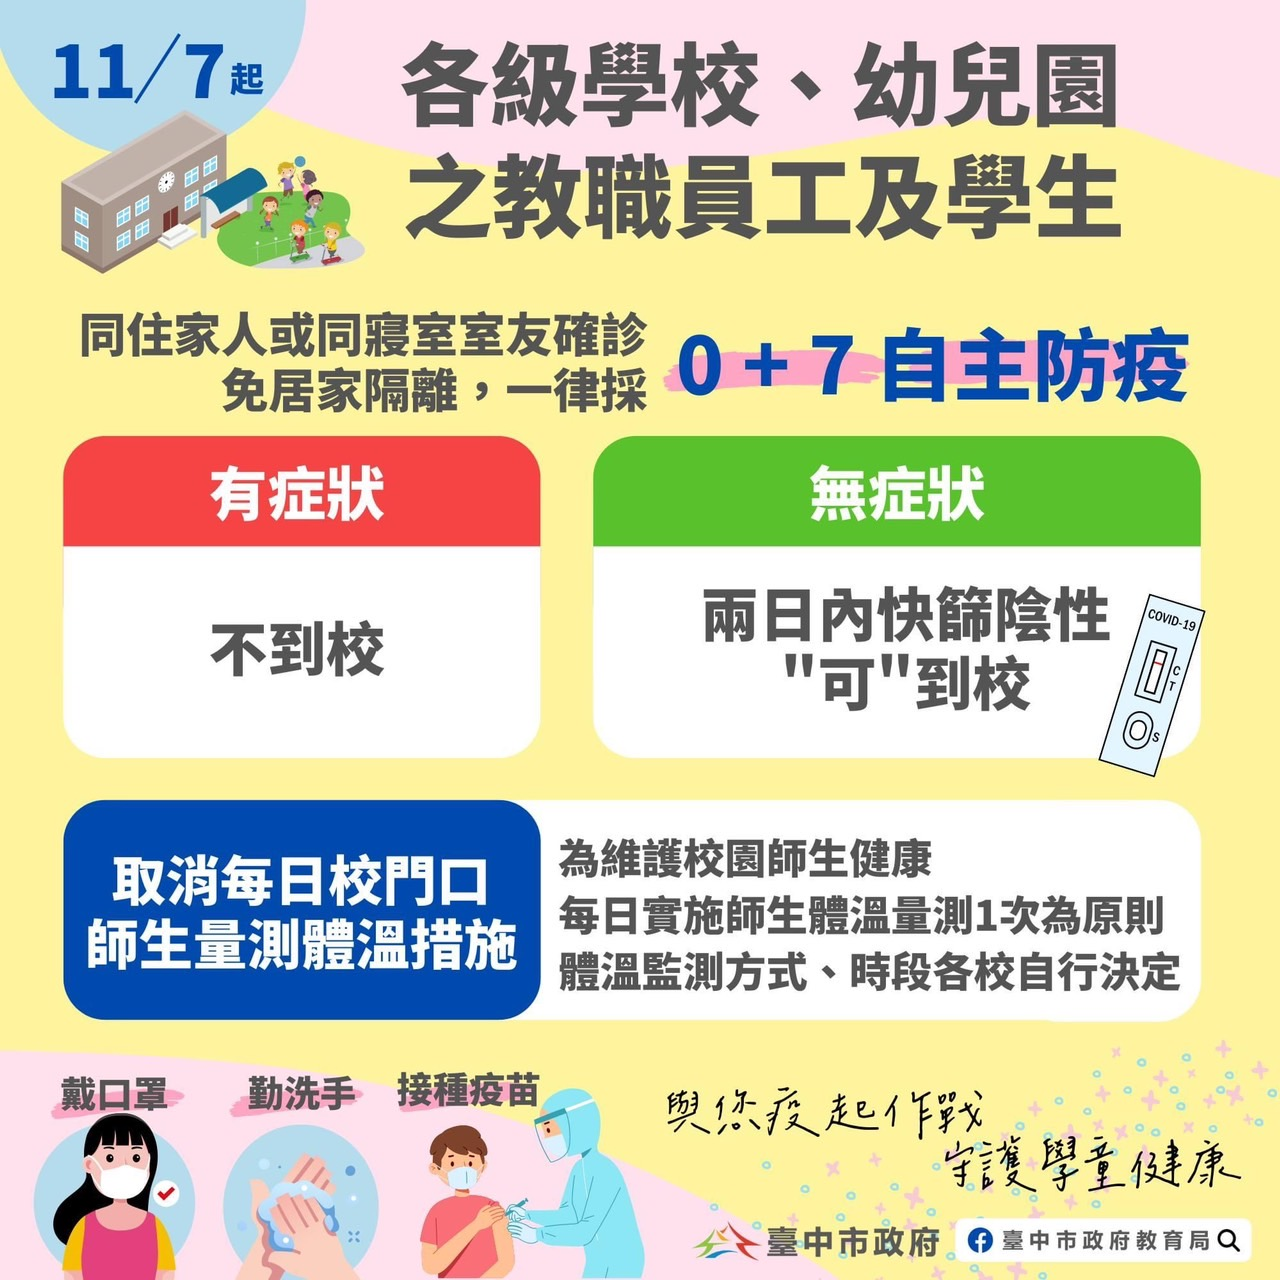 11/7起
各級學校、幼兒園
之教職員工及學生
同住家人或同寢室室友確診
免居家隔離，一律採
0+7自主防疫
有症狀
不到校
無症狀
兩日內快篩陰性
"可"到校
COVID-19
C
T
S
取消每日校門口
師生量測體溫措施
為維護校園師生健康
每日實施師生體溫量測1次為原則
體溫監測方式、時段各校自行決定
戴口罩
勤洗手
接種疫苗
與您疫起作戰
守護學童健康
臺中市政府
臺中市政府教育局